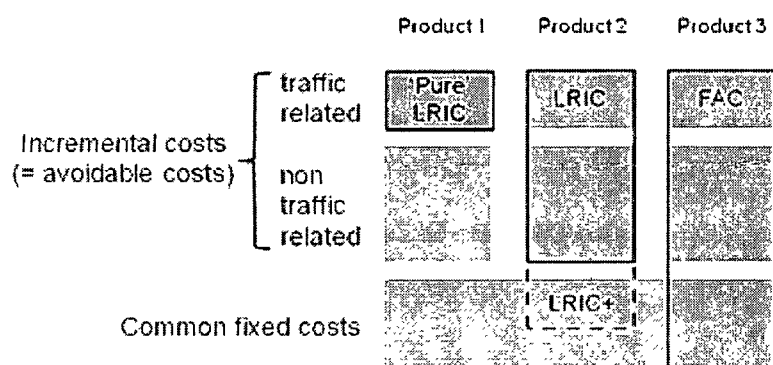 Product 1 Product 2 Product 3
traffic
related
Pure
LRIC
LRIC
FAC
Incremental costs
(= avoidable costs)
non
traffic
related
LRIC+
Common fixed costs